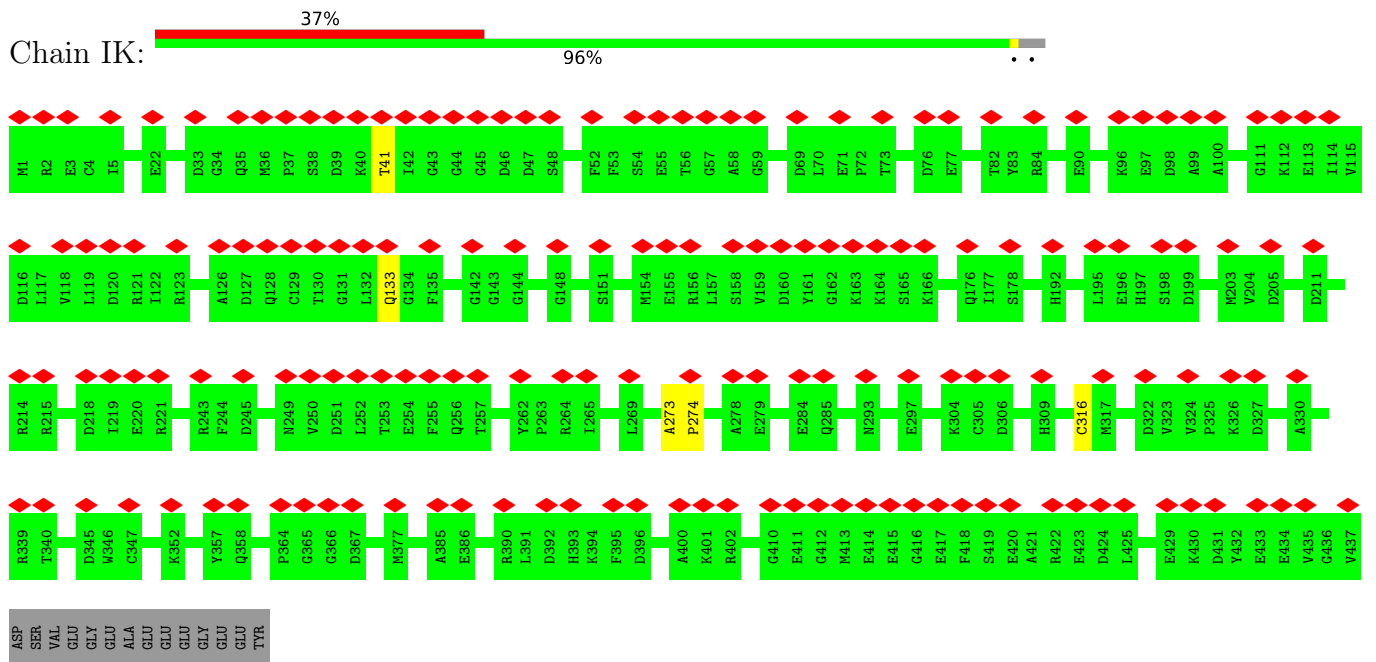 37%
Chain IK:
96%
M1 R2 E3 C4 I5 E22 D33 G34 Q35 M36 P37 S38 D39 K40 T41 I42 G43 G44 G45 D46 D47 S48 F52 F53 S54 E55 T56 G57 A58 G59 D69 L70 E71 P72 T73 D76 E77 T82 Y83 R84 E90 K96 E97 D98 A99 A100 G111 K112 E113 I114 V115
D116 L117 V118 L119 D120 R121 I122 R123 A126 D127 Q128 C129 T130 G131 L132 Q133 G134 F135 G142 G143 G144 G148 S151 M154 E155 R156 L157 S158 V159 D160 Y161 G162 K163 K164 S165 K166 Q176 I177 S178 H192 L195 E196 H197 S198 D199 M203 V204 D205 D211
R214 R215 D218 I219 E220 R221 R243 F244 D245 N249 V250 D251 L252 T253 E254 F255 Q256 T257 Y262 P263 R264 I265 L269 A273 P274 A278 E279 E284 Q285 N293 E297 K304 C305 D306 H309 C316 M317 D322 V323 V324 P325 K326 D327 A330
R339 T340 D345 W346 C347 K352 Y357 Q358 P364 G365 G366 D367 M377 A385 E386 R390 L391 D392 H393 K394 F395 D396 A400 K401 R402 G410 E411 G412 M413 E414 E415 G416 E417 F418 S419 E420 A421 R422 E423 D424 L425 E429 K430 D431 Y432 E433 E434 V435 G436 V437
ASP SER VAL GLU GLY GLU ALA GLU GLU GLU GLY GLU GLU TYR